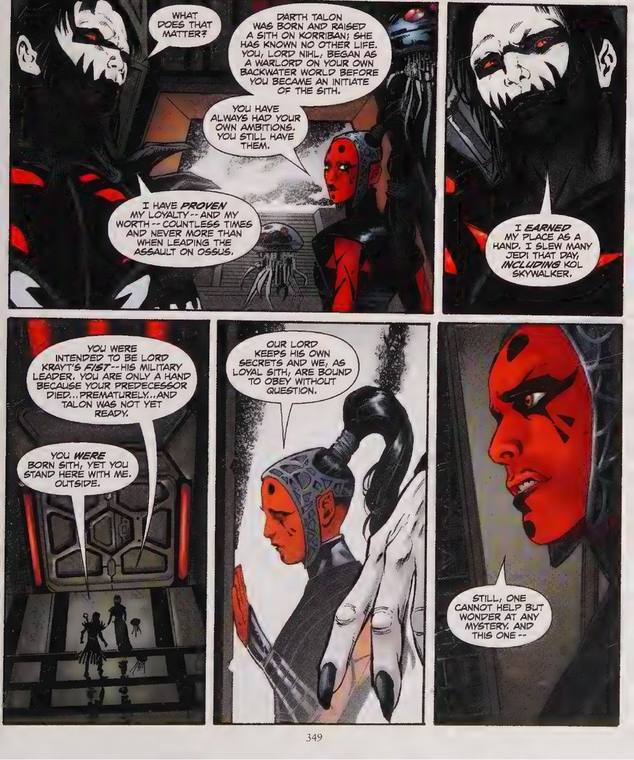 WHAT
DOES THAT
MATTER?
DARTH TALON
WAS BORN AND RAISED
A SITH ON KORRIBAN; SHE
HAS KNOWN NO OTHER LIFE.
YOU, LORD NIHL, BEGAN AS
A WARLORD ON YOUR OWN
BACKWATER WORLD BEFORE
YOU BECAME AN INITIATE
OF THE SITH.
YOU HAVE
ALWAYS HAD YOUR
OWN AMBITIONS.
YOU STILL HAVE
THEM.
I HAVE PROVEN
MY LOYALTY -- AND MY
WORTH -- COUNTLESS TIMES
AND NEVER MORE THAN
WHEN LEADING THE
ASSAULT ON OSSUS.
I EARNED
MY PLACE AS A
HAND. I SLEW MANY
JEDI THAT DAY,
INCLUDING KOL
SKYWALKER.
YOU WERE
INTENDED TO BE LORD
KRAYT'S FIST -- HIS MILITARY
LEADER. YOU ARE ONLY A HAND
BECAUSE YOUR PREDECESSOR
DIED...PREMATURELY...AND
TALON WAS NOT YET
READY.
YOU WERE
BORN SITH, YET YOU
STAND HERE WITH ME.
OUTSIDE.
OUR LORD
KEEPS HIS OWN
SECRETS AND WE, AS
LOYAL SITH, ARE BOUND
TO OBEY WITHOUT
QUESTION.
STILL, ONE
CANNOT HELP BUT
WONDER AT ANY
MYSTERY. AND
THIS ONE --
349